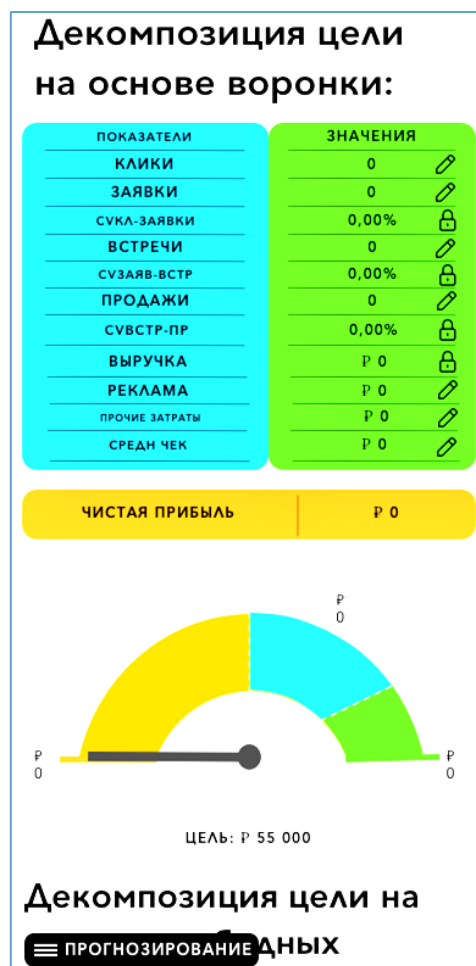 Декомпозиция цели
на основе воронки:
ПОКАЗАТЕЛИ ЗНАЧЕНИЯ
КЛИКИ 0
ЗАЯВКИ 0
CVКЛ-ЗАЯВКИ 0,00%
ВСТРЕЧИ 0
CVЗАЯВ-ВСТР 0,00%
ПРОДАЖИ 0
CVВСТР-ПР 0,00%
ВЫРУЧКА ₽ 0
РЕКЛАМА ₽ 0
ПРОЧИЕ ЗАТРАТЫ ₽ 0
СРЕДН ЧЕК ₽ 0
ЧИСТАЯ ПРИБЫЛЬ ₽ 0
₽
0
₽
0
₽
0
ЦЕЛЬ: ₽ 55 000
Декомпозиция цели на
ПРОГНОЗИРОВАНИЕ